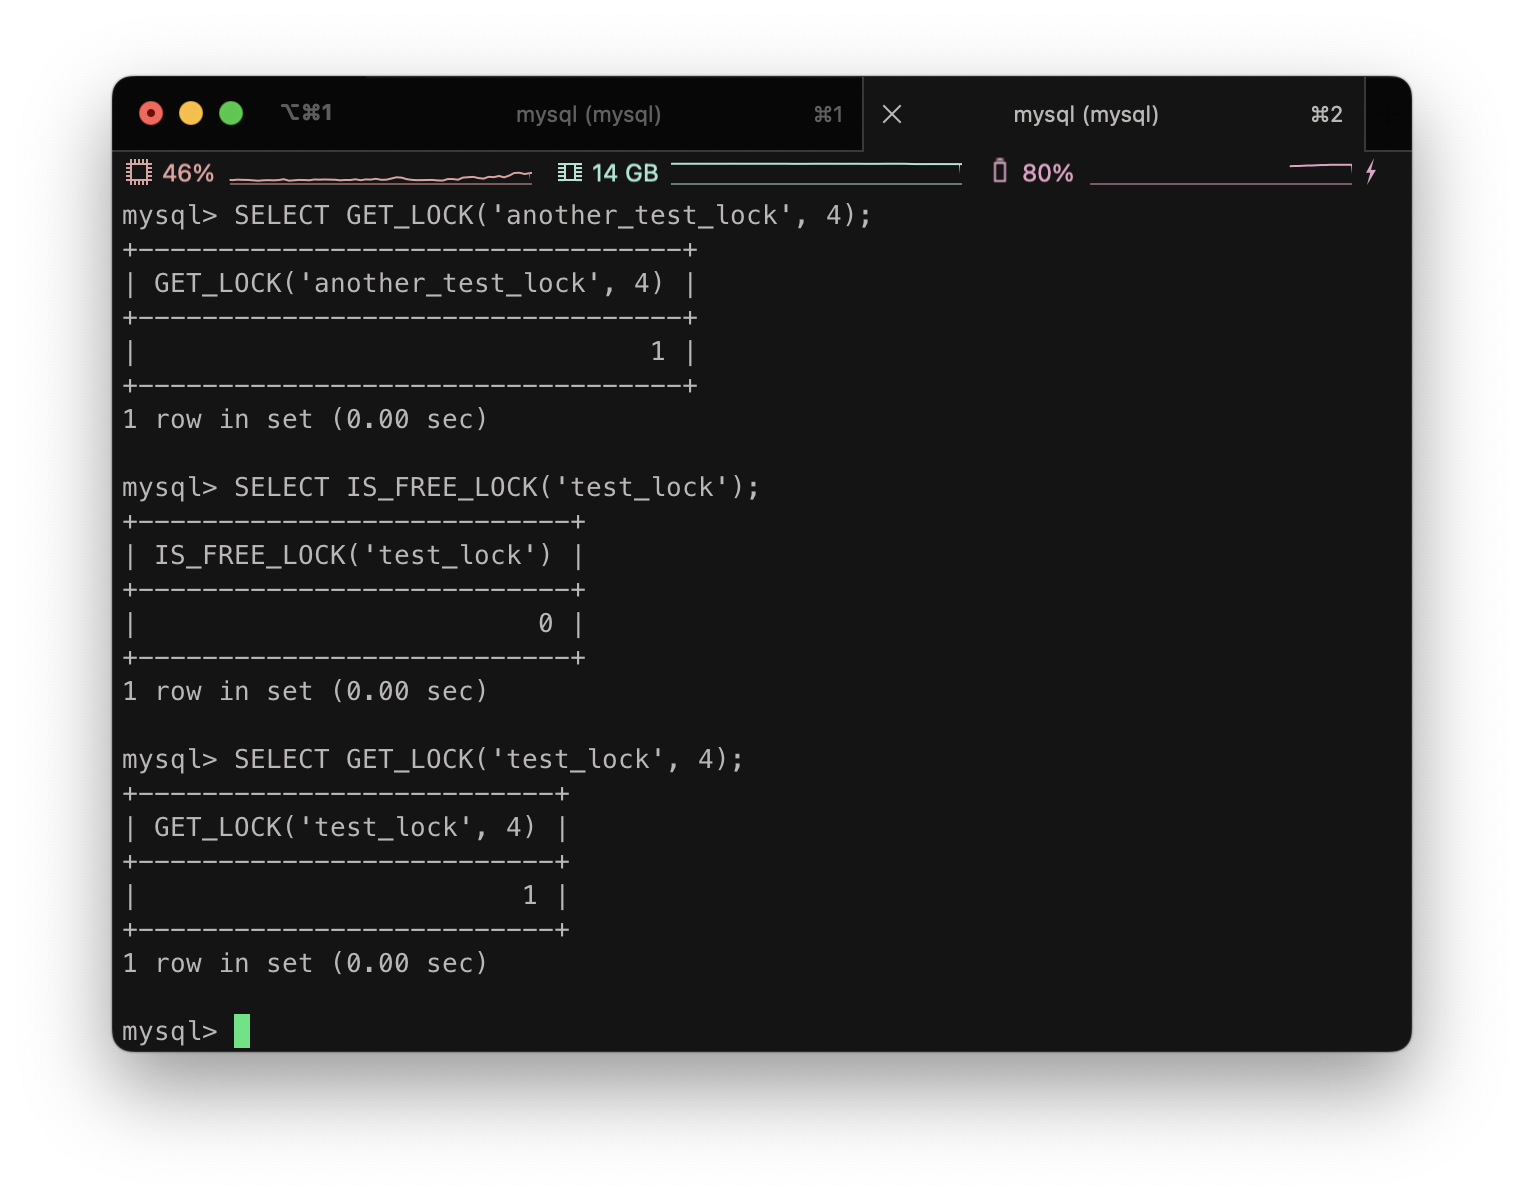 ⌥⌘1 mysql (mysql) ⌘1 mysql (mysql) ⌘2
46% 14 GB 80%
mysql> SELECT GET_LOCK('another_test_lock', 4);
+----------------------------------+
| GET_LOCK('another_test_lock', 4) |
+----------------------------------+
|                                1 |
+----------------------------------+
1 row in set (0.00 sec)

mysql> SELECT IS_FREE_LOCK('test_lock');
+---------------------------+
| IS_FREE_LOCK('test_lock') |
+---------------------------+
|                         0 |
+---------------------------+
1 row in set (0.00 sec)

mysql> SELECT GET_LOCK('test_lock', 4);
+--------------------------+
| GET_LOCK('test_lock', 4) |
+--------------------------+
|                        1 |
+--------------------------+
1 row in set (0.00 sec)

mysql>